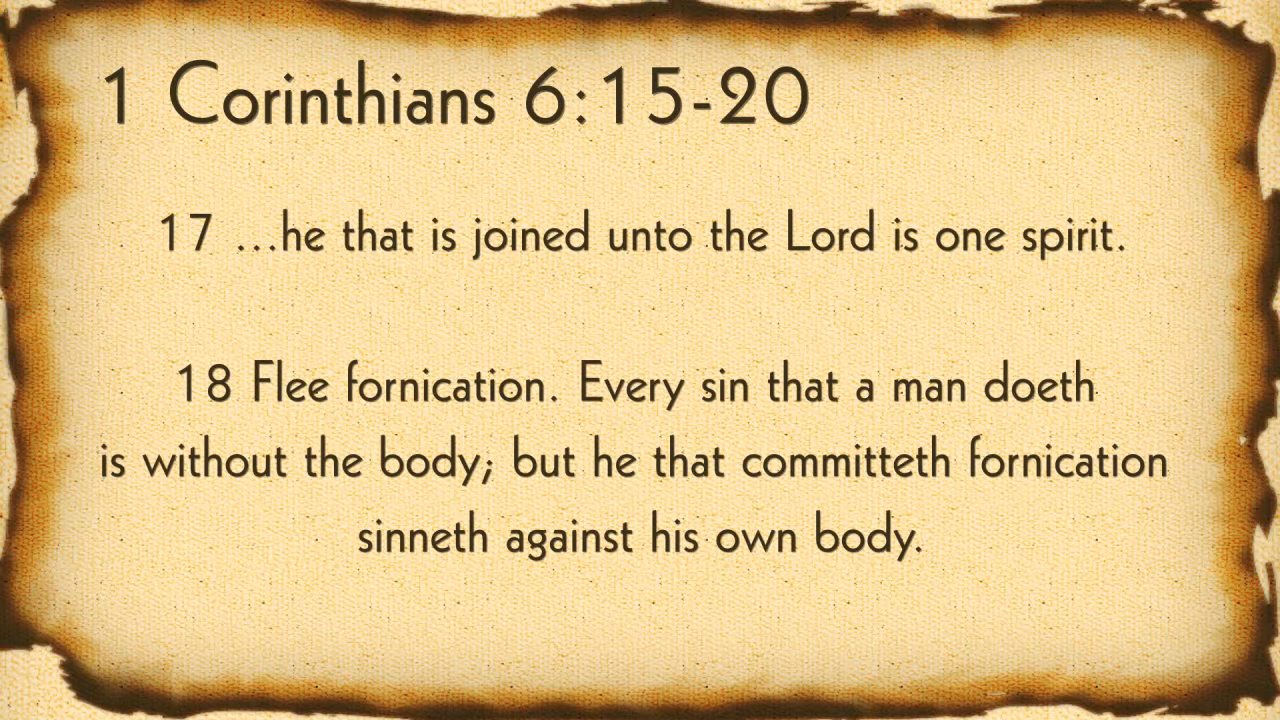 1 Corinthians 6:15-20
17 ...he that is joined unto the Lord is one spirit.
18 Flee fornication. Every sin that a man doeth
is without the body; but he that committeth fornication
sinneth against his own body.